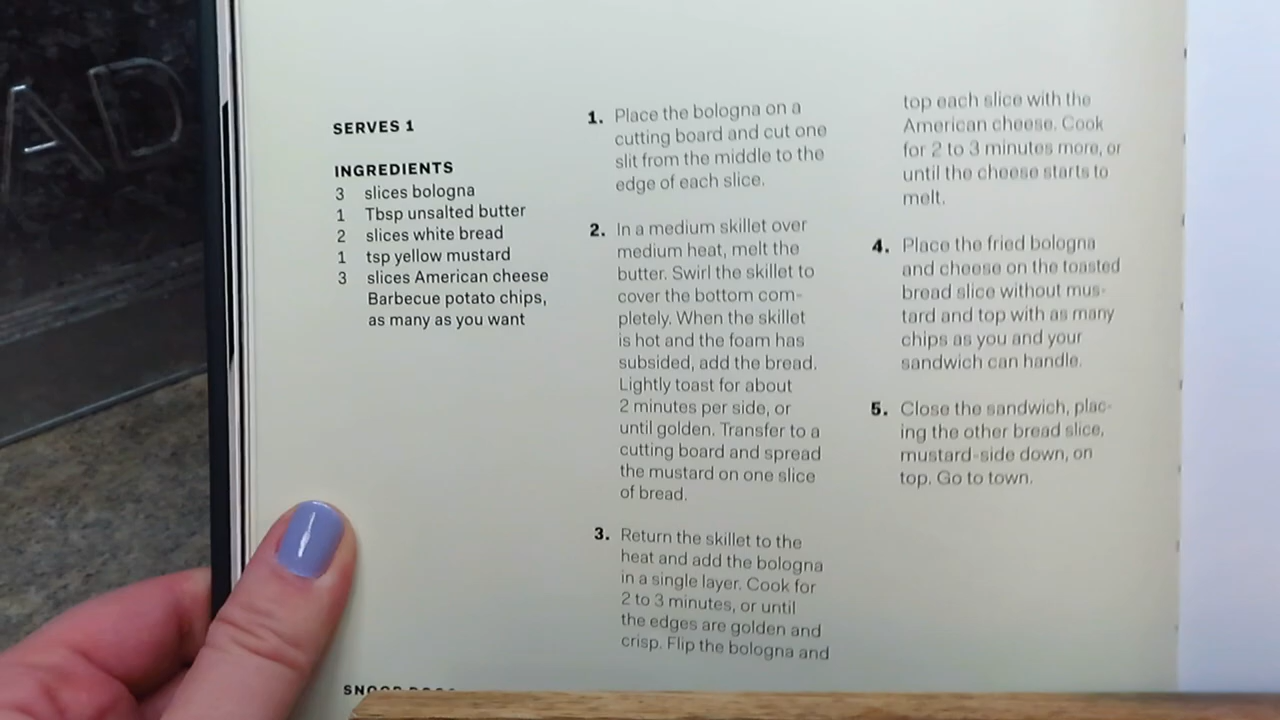 AD
SERVES 1
INGREDIENTS
3 slices bologna
1 Tbsp unsalted butter
2 slices white bread
1 tsp yellow mustard
3 slices American cheese
Barbecue potato chips,
as many as you want
1. Place the bologna on a
cutting board and cut one
slit from the middle to the
edge of each slice.
2. In a medium skillet over
medium heat, melt the
butter. Swirl the skillet to
cover the bottom com-
pletely. When the skillet
is hot and the foam has
subsided, add the bread.
Lightly toast for about
2 minutes per side, or
until golden. Transfer to a
cutting board and spread
the mustard on one slice
of bread.
3. Return the skillet to the
heat and add the bologna
in a single layer. Cook for
2 to 3 minutes, or until
the edges are golden and
crisp. Flip the bologna and
top each slice with the
American cheese. Cook
for 2 to 3 minutes more, or
until the cheese starts to
melt.
4. Place the fried bologna
and cheese on the toasted
bread slice without mus-
tard and top with as many
chips as you and your
sandwich can handle.
5. Close the sandwich, plac-
ing the other bread slice,
mustard-side down, on
top. Go to town.